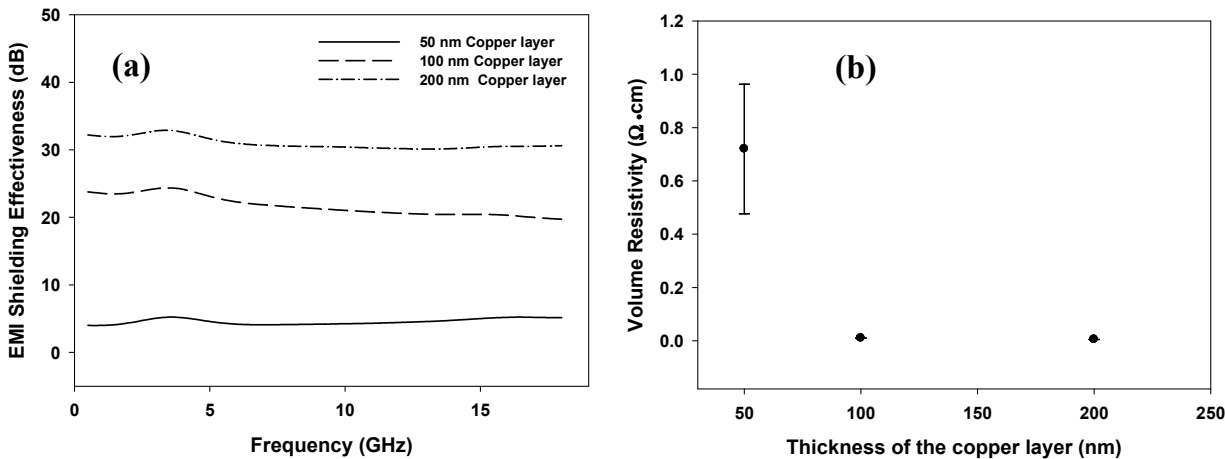 (a)
50 nm Copper layer
100 nm Copper layer
200 nm  Copper layer
EMI Shielding Effectiveness (dB)
50
40
30
20
10
0
0
5
10
15
Frequency (GHz)
(b)
Volume Resistivity (Ω•cm)
1.2
1.0
0.8
0.6
0.4
0.2
0.0
50
100
150
200
250
Thickness of the copper layer (nm)